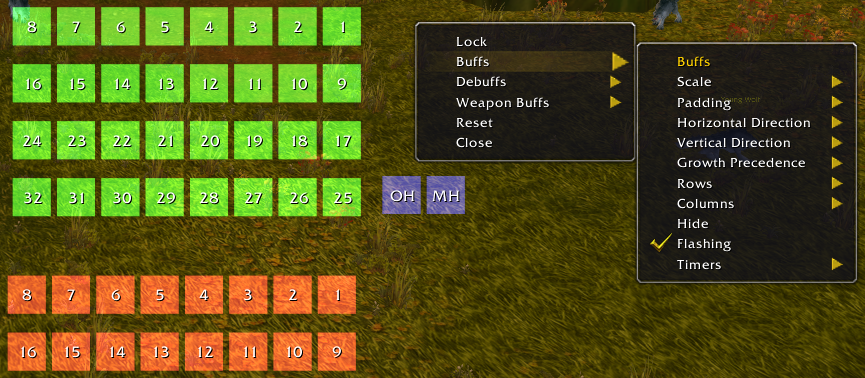 8 7 6 5 4 3 2 1
16 15 14 13 12 11 10 9
24 23 22 21 20 19 18 17
32 31 30 29 28 27 26 25
OH MH
8 7 6 5 4 3 2 1
16 15 14 13 12 11 10 9
Lock
Buffs
Debuffs
Weapon Buffs
Reset
Close
Buffs
Scale
Padding
Horizontal Direction
Vertical Direction
Growth Precedence
Rows
Columns
Hide
Flashing
Timers